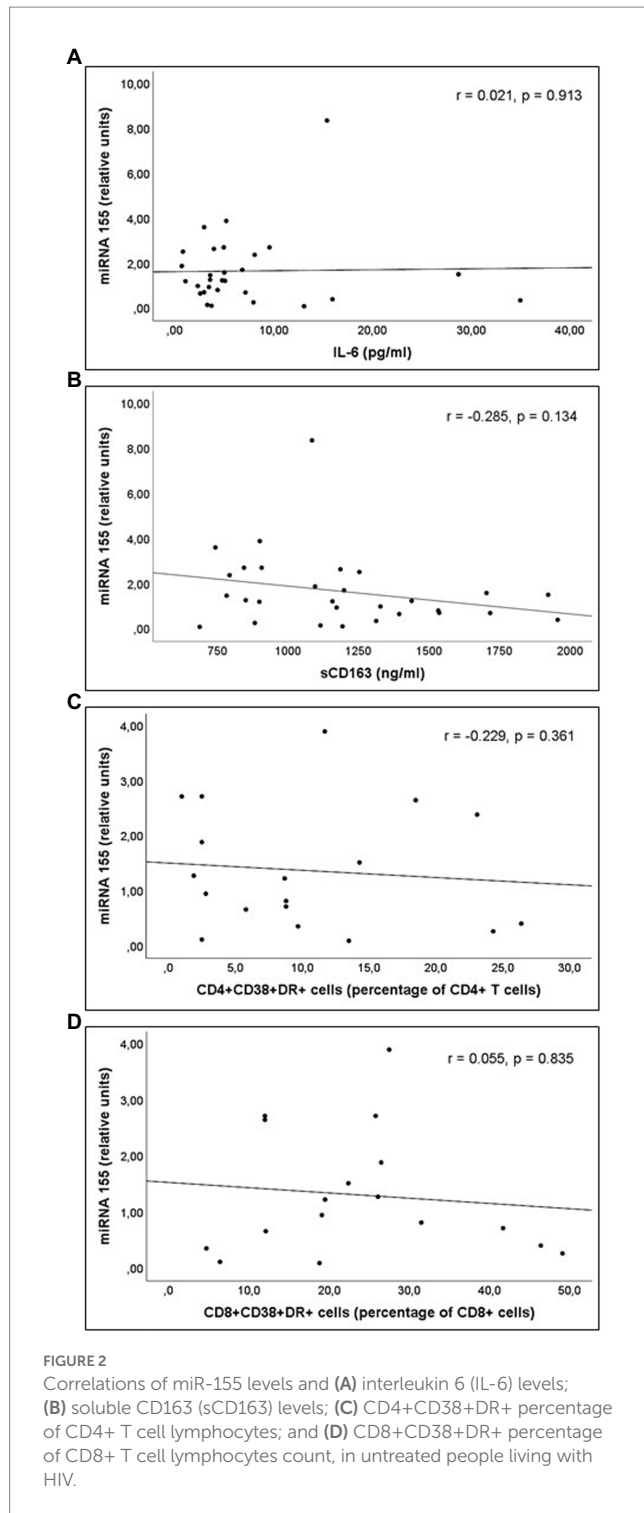 A
r = 0.021, p = 0.913
miRNA 155 (relative units)
10,00
8,00
6,00
4,00
2,00
,00
,00 10,00 20,00 30,00 40,00
IL-6 (pg/ml)
B
r = -0.285, p = 0.134
miRNA 155 (relative units)
10,00
8,00
6,00
4,00
2,00
,00
750 1000 1250 1500 1750 2000
sCD163 (ng/ml)
C
r = -0.229, p = 0.361
miRNA 155 (relative units)
4,00
3,00
2,00
1,00
,00
,0 5,0 10,0 15,0 20,0 25,0 30,0
CD4+CD38+DR+ cells (percentage of CD4+ T cells)
D
r = 0.055, p = 0.835
miRNA 155 (relative units)
4,00
3,00
2,00
1,00
,00
,0 10,0 20,0 30,0 40,0 50,0
CD8+CD38+DR+ cells (percentage of CD8+ cells)
FIGURE 2
Correlations of miR-155 levels and (A) interleukin 6 (IL-6) levels;
(B) soluble CD163 (sCD163) levels; (C) CD4+CD38+DR+ percentage
of CD4+ T cell lymphocytes; and (D) CD8+CD38+DR+ percentage
of CD8+ T cell lymphocytes count, in untreated people living with
HIV.